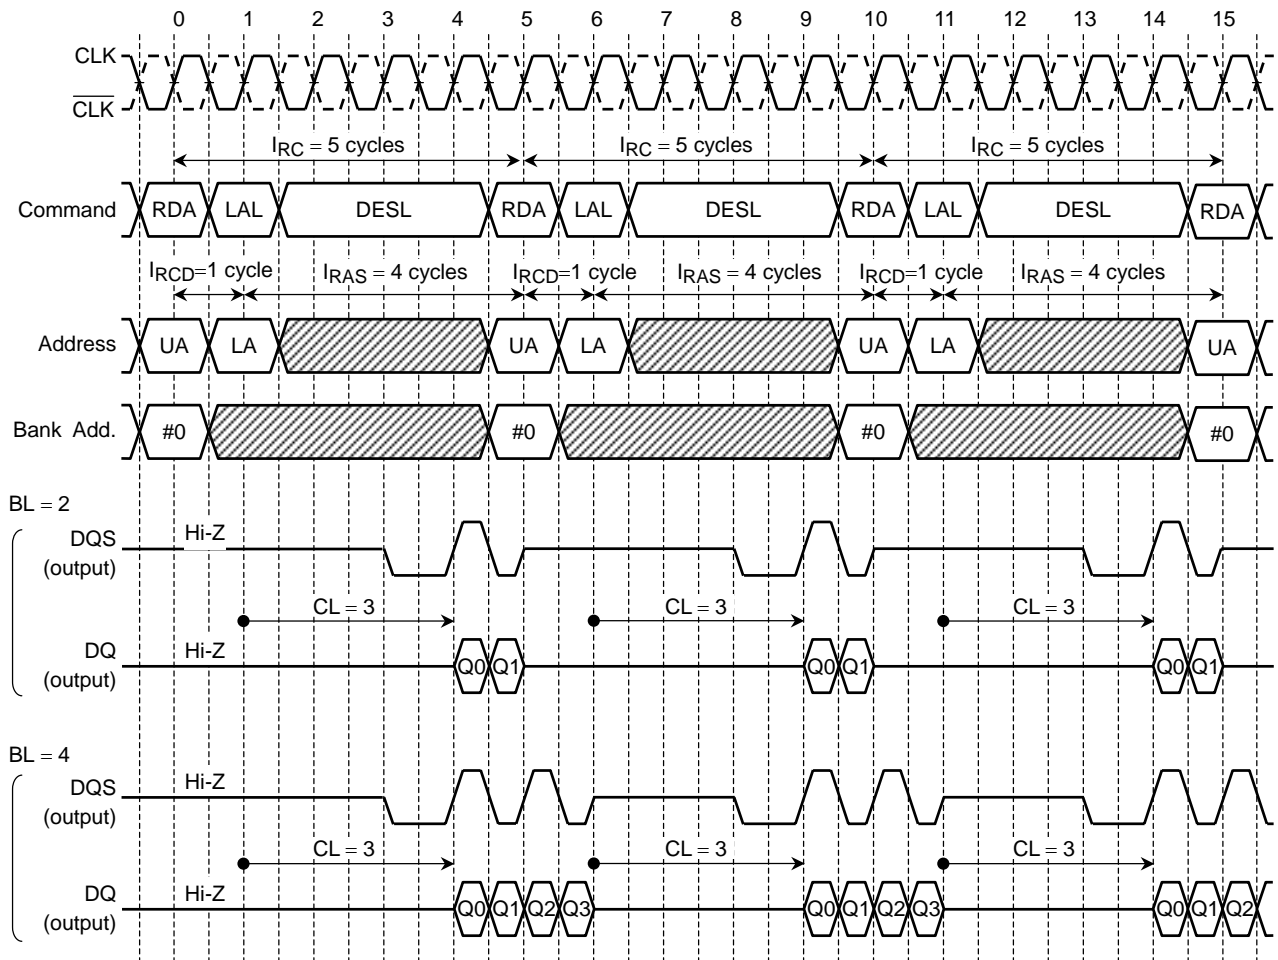 0 1 2 3 4 5 6 7 8 9 10 11 12 13 14 15
CLK
CLK
IRC = 5 cycles IRC = 5 cycles IRC = 5 cycles
Command RDA LAL DESL RDA LAL DESL RDA LAL DESL RDA
IRCD=1 cycle IRAS = 4 cycles IRCD=1 cycle IRAS = 4 cycles IRCD=1 cycle IRAS = 4 cycles
Address UA LA UA LA UA LA UA
Bank Add. #0 #0 #0 #0
BL = 2
DQS Hi-Z
(output)
CL = 3 CL = 3 CL = 3
DQ Hi-Z Q0 Q1 Q0 Q1 Q0 Q1
(output)
BL = 4
DQS Hi-Z
(output)
CL = 3 CL = 3 CL = 3
DQ Hi-Z Q0 Q1 Q2 Q3 Q0 Q1 Q2 Q3 Q0 Q1 Q2
(output)